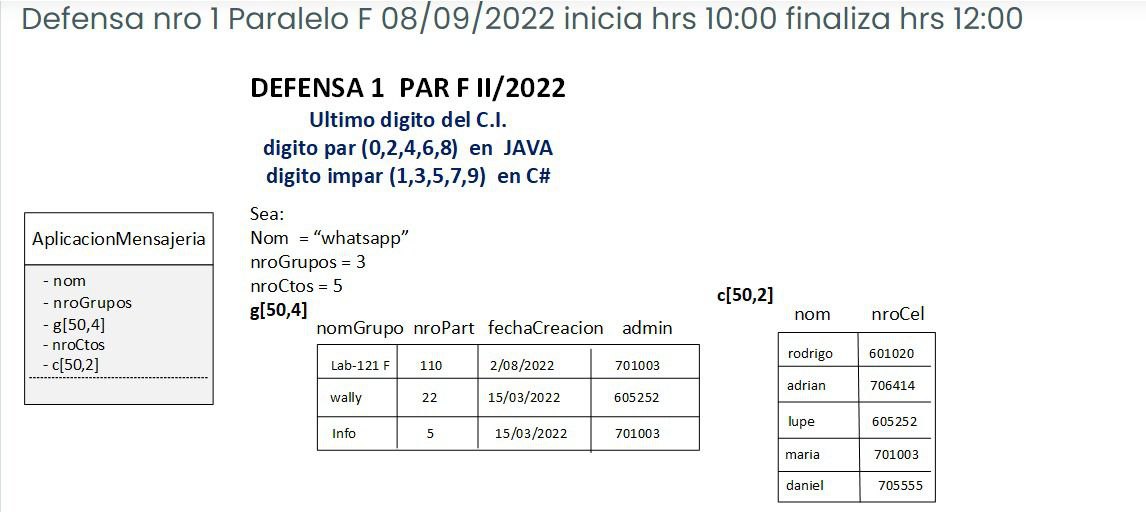 Defensa nro 1 Paralelo F 08/09/2022 inicia hrs 10:00 finaliza hrs 12:00
DEFENSA 1 PAR F II/2022
Ultimo digito del C.I.
digito par (0,2,4,6,8) en JAVA
digito impar (1,3,5,7,9) en C#
AplicacionMensajeria
- nom
- nroGrupos
- g[50,4]
- nroCtos
- c[50,2]
Sea:
Nom = “whatsapp”
nroGrupos = 3
nroCtos = 5
g[50,4]
nomGrupo nroPart fechaCreacion admin
Lab-121 F 110 2/08/2022 701003
wally 22 15/03/2022 605252
Info 5 15/03/2022 701003
c[50,2]
nom nroCel
rodrigo 601020
adrian 706414
lupe 605252
maria 701003
daniel 705555